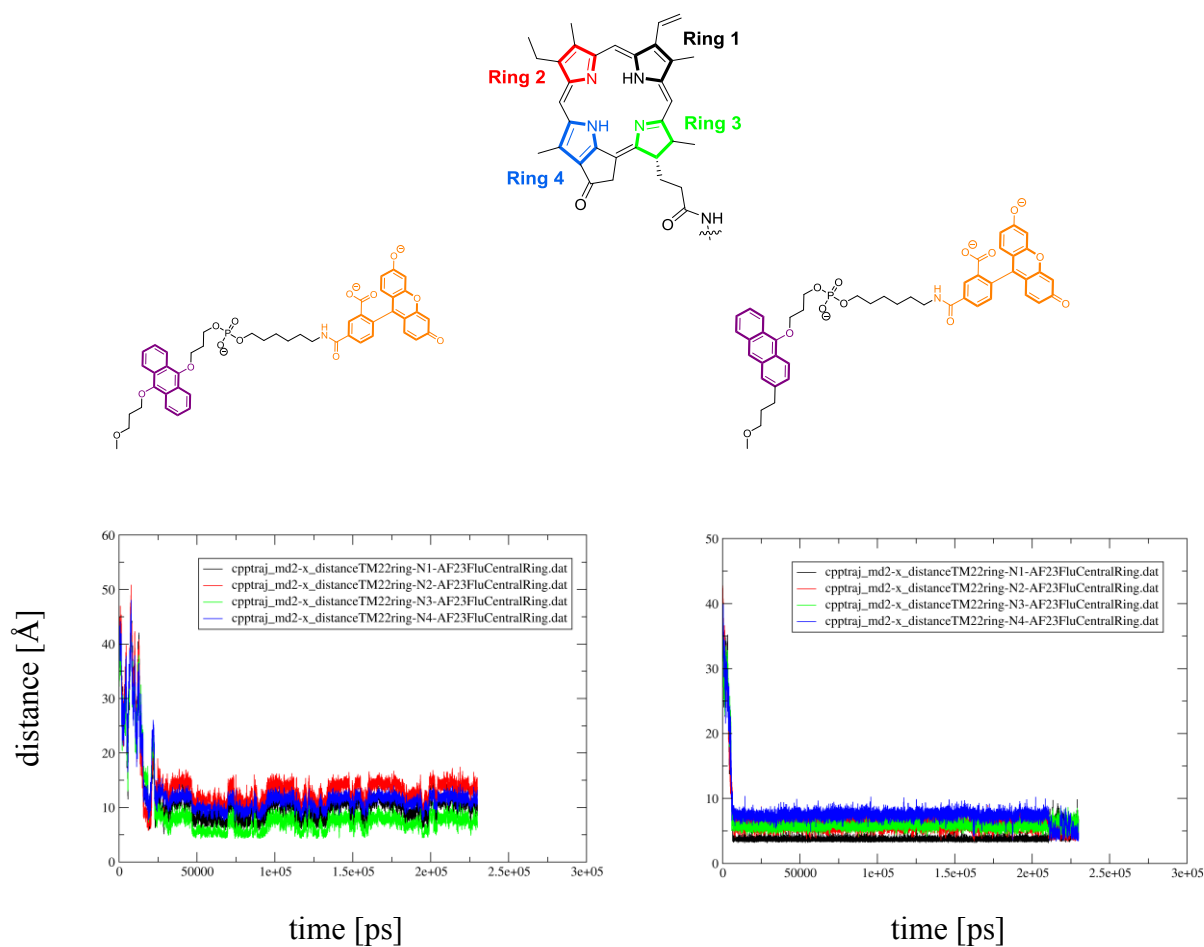 Ring 1
Ring 2
N
HN
NH
N
Ring 3
Ring 4
O
O
NH
O
⊖
O
O
⊖
O
O
O
P
O
O
⊖
O
H
N
O
O
O
O
O
O
⊖
O
O
⊖
O
O
O
P
O
O
⊖
O
H
N
O
O
O
O
distance [Å]
60
50
40
30
20
10
0
cpptraj_md2-x_distanceTM22ring-N1-AF23FluCentralRing.dat
cpptraj_md2-x_distanceTM22ring-N2-AF23FluCentralRing.dat
cpptraj_md2-x_distanceTM22ring-N3-AF23FluCentralRing.dat
cpptraj_md2-x_distanceTM22ring-N4-AF23FluCentralRing.dat
0 50000 1e+05 1.5e+05 2e+05 2.5e+05 3e+05
time [ps]
50
40
30
20
10
0
cpptraj_md2-x_distanceTM22ring-N1-AF23FluCentralRing.dat
cpptraj_md2-x_distanceTM22ring-N2-AF23FluCentralRing.dat
cpptraj_md2-x_distanceTM22ring-N3-AF23FluCentralRing.dat
cpptraj_md2-x_distanceTM22ring-N4-AF23FluCentralRing.dat
0 50000 1e+05 1.5e+05 2e+05 2.5e+05 3e+05
time [ps]